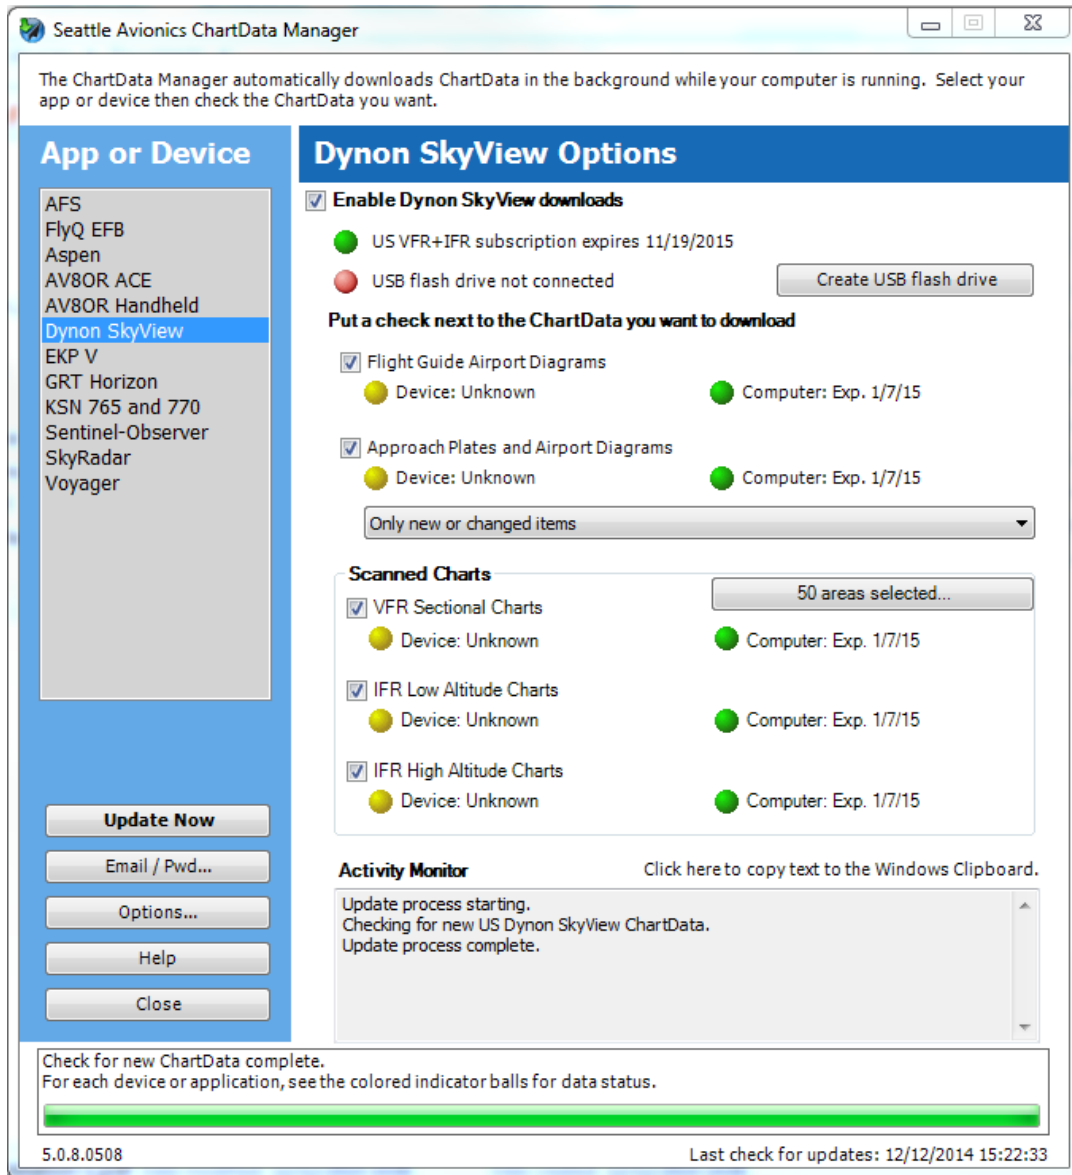 Seattle Avionics ChartData Manager
The ChartData Manager automatically downloads ChartData in the background while your computer is running. Select your
app or device then check the ChartData you want.
App or Device
AFS
FlyQ EFB
Aspen
AV8OR ACE
AV8OR Handheld
Dynon SkyView
EKP V
GRT Horizon
KSN 765 and 770
Sentinel-Observer
SkyRadar
Voyager
Update Now
Email / Pwd...
Options...
Help
Close
Dynon SkyView Options
Enable Dynon SkyView downloads
US VFR+IFR subscription expires 11/19/2015
USB flash drive not connected
Create USB flash drive
Put a check next to the ChartData you want to download
Flight Guide Airport Diagrams
Device: Unknown Computer: Exp. 1/7/15
Approach Plates and Airport Diagrams
Device: Unknown Computer: Exp. 1/7/15
Only new or changed items
Scanned Charts
50 areas selected...
VFR Sectional Charts
Device: Unknown Computer: Exp. 1/7/15
IFR Low Altitude Charts
Device: Unknown Computer: Exp. 1/7/15
IFR High Altitude Charts
Device: Unknown Computer: Exp. 1/7/15
Activity Monitor Click here to copy text to the Windows Clipboard.
Update process starting.
Checking for new US Dynon SkyView ChartData.
Update process complete.
Check for new ChartData complete.
For each device or application, see the colored indicator balls for data status.
5.0.8.0508 Last check for updates: 12/12/2014 15:22:33